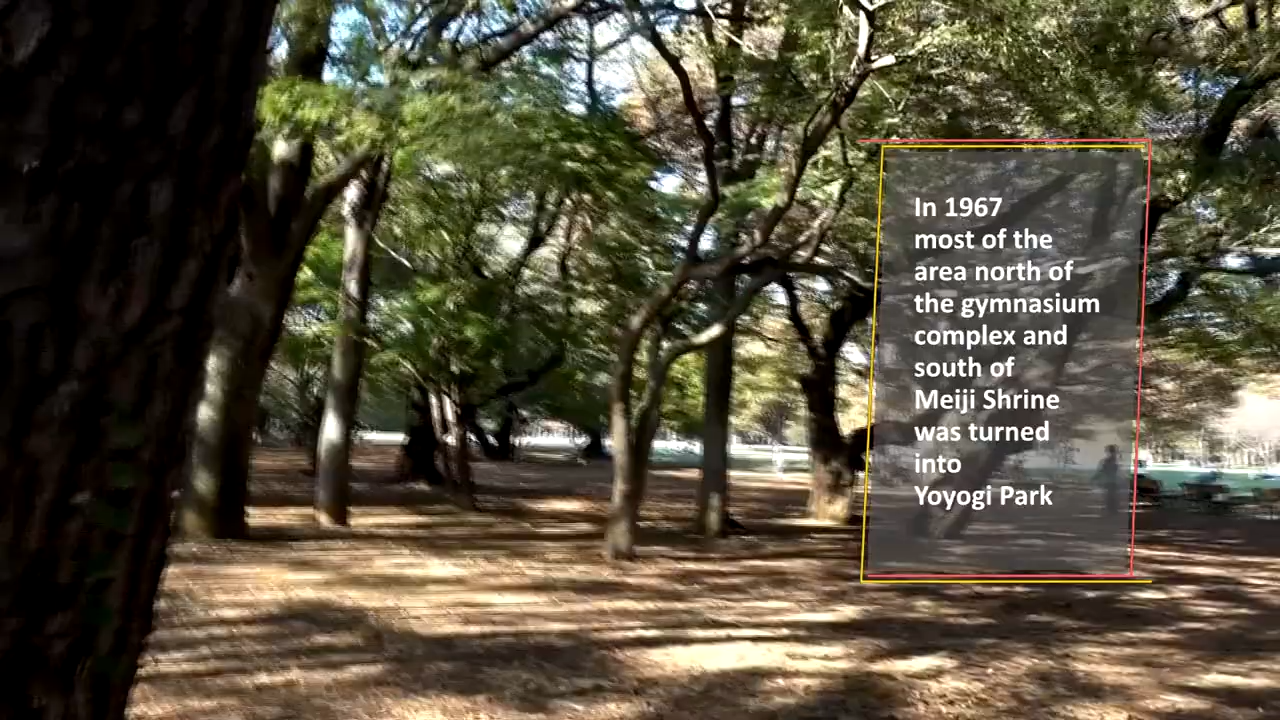 In 1967
most of the
area north of
the gymnasium
complex and
south of
Meiji Shrine
was turned
into
Yoyogi Park